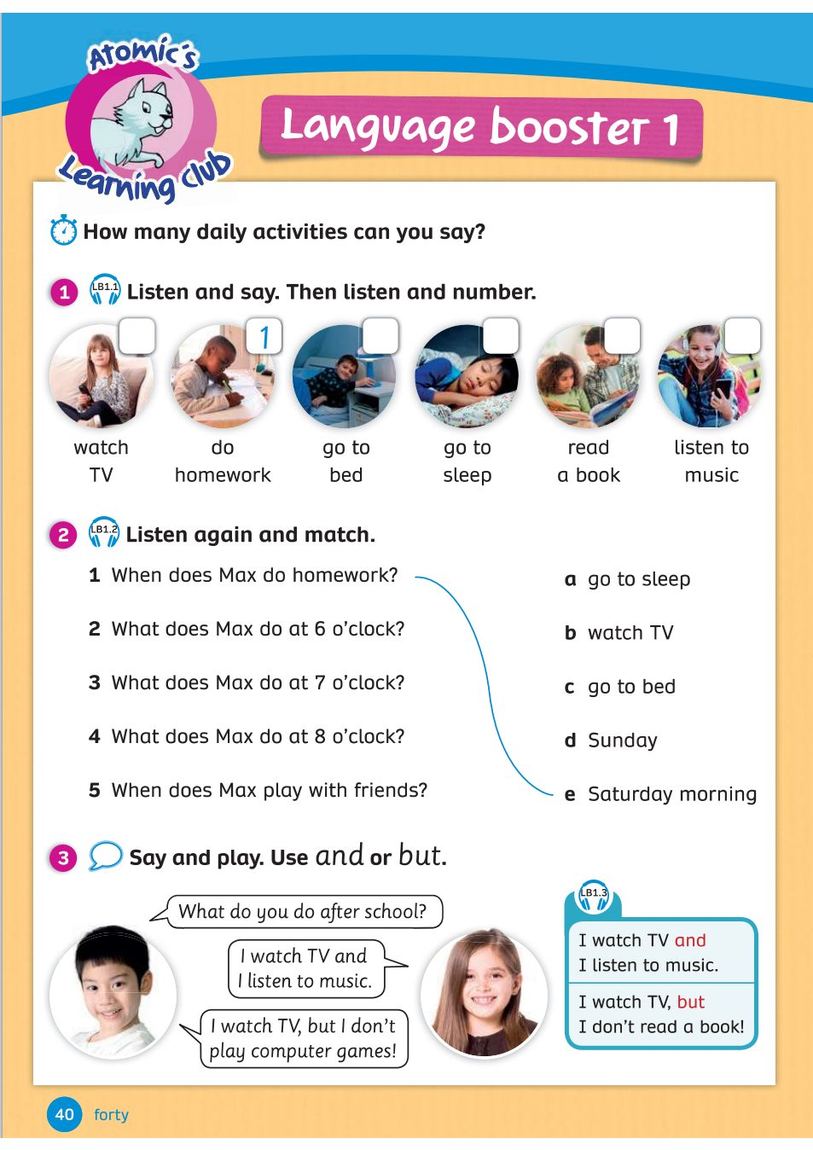 Atomic's
Learning Club
Language booster 1
How many daily activities can you say?
1 LB1.1 Listen and say. Then listen and number.
1
watch TV
do homework
go to bed
go to sleep
read a book
listen to music
2 LB1.2 Listen again and match.
1 When does Max do homework?
2 What does Max do at 6 o'clock?
3 What does Max do at 7 o'clock?
4 What does Max do at 8 o'clock?
5 When does Max play with friends?
a go to sleep
b watch TV
c go to bed
d Sunday
e Saturday morning
3 Say and play. Use and or but.
What do you do after school?
I watch TV and
I listen to music.
I watch TV, but I don't
play computer games!
LB1.3
I watch TV and
I listen to music.
I watch TV, but
I don't read a book!
40 forty